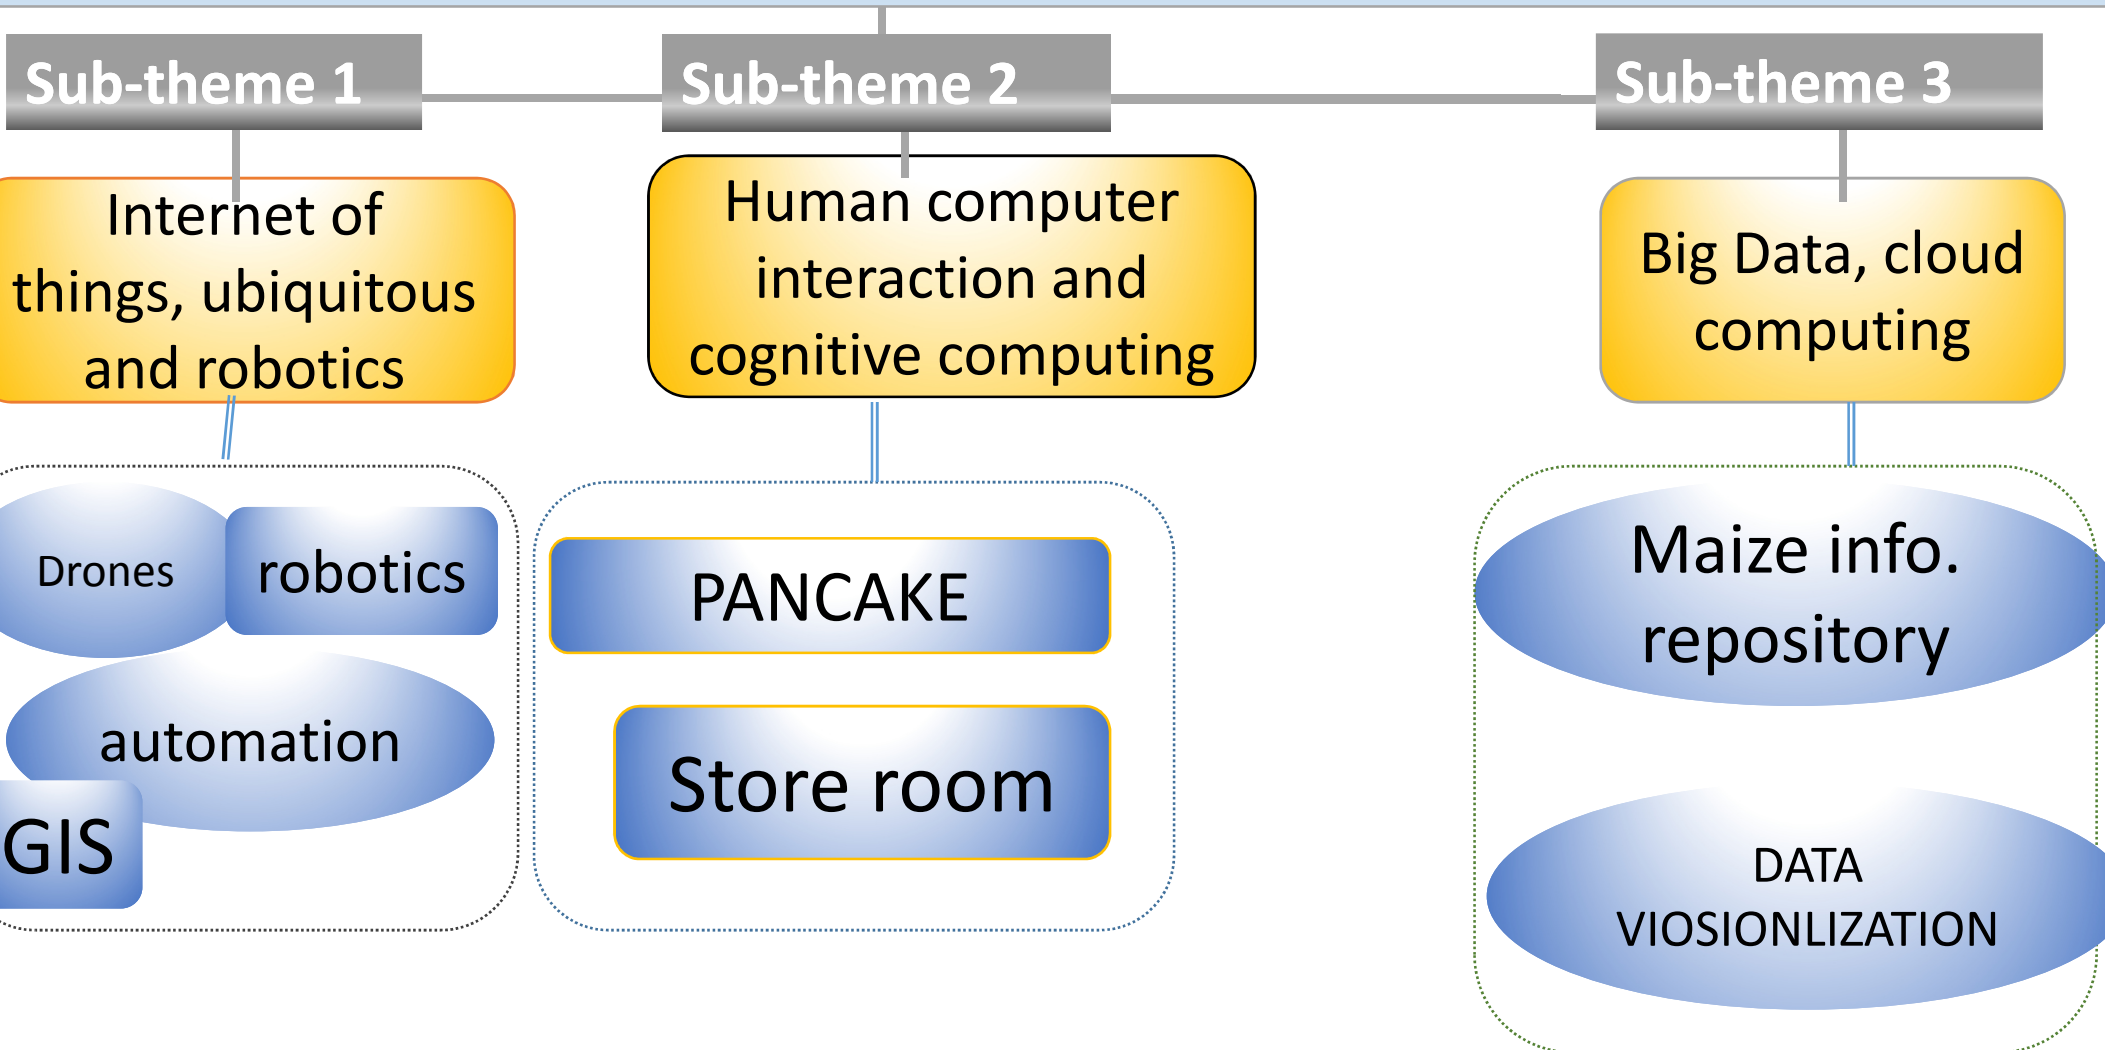 Sub-theme 1
Sub-theme 2
Sub-theme 3
Internet of
things, ubiquitous
and robotics
Human computer
interaction and
cognitive computing
Big Data, cloud
computing
Drones
robotics
automation
GIS
PANCAKE
Store room
Maize info.
repository
DATA
VIOSIONLIZATION